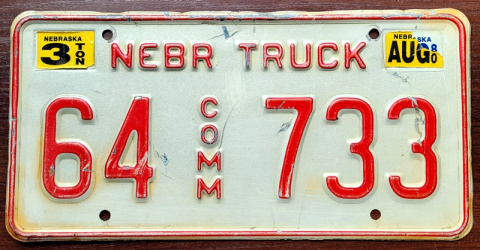 NEBRASKA
3 TON
NEBR TRUCK
NEBRASKA
AUG 80
64 COMM 733